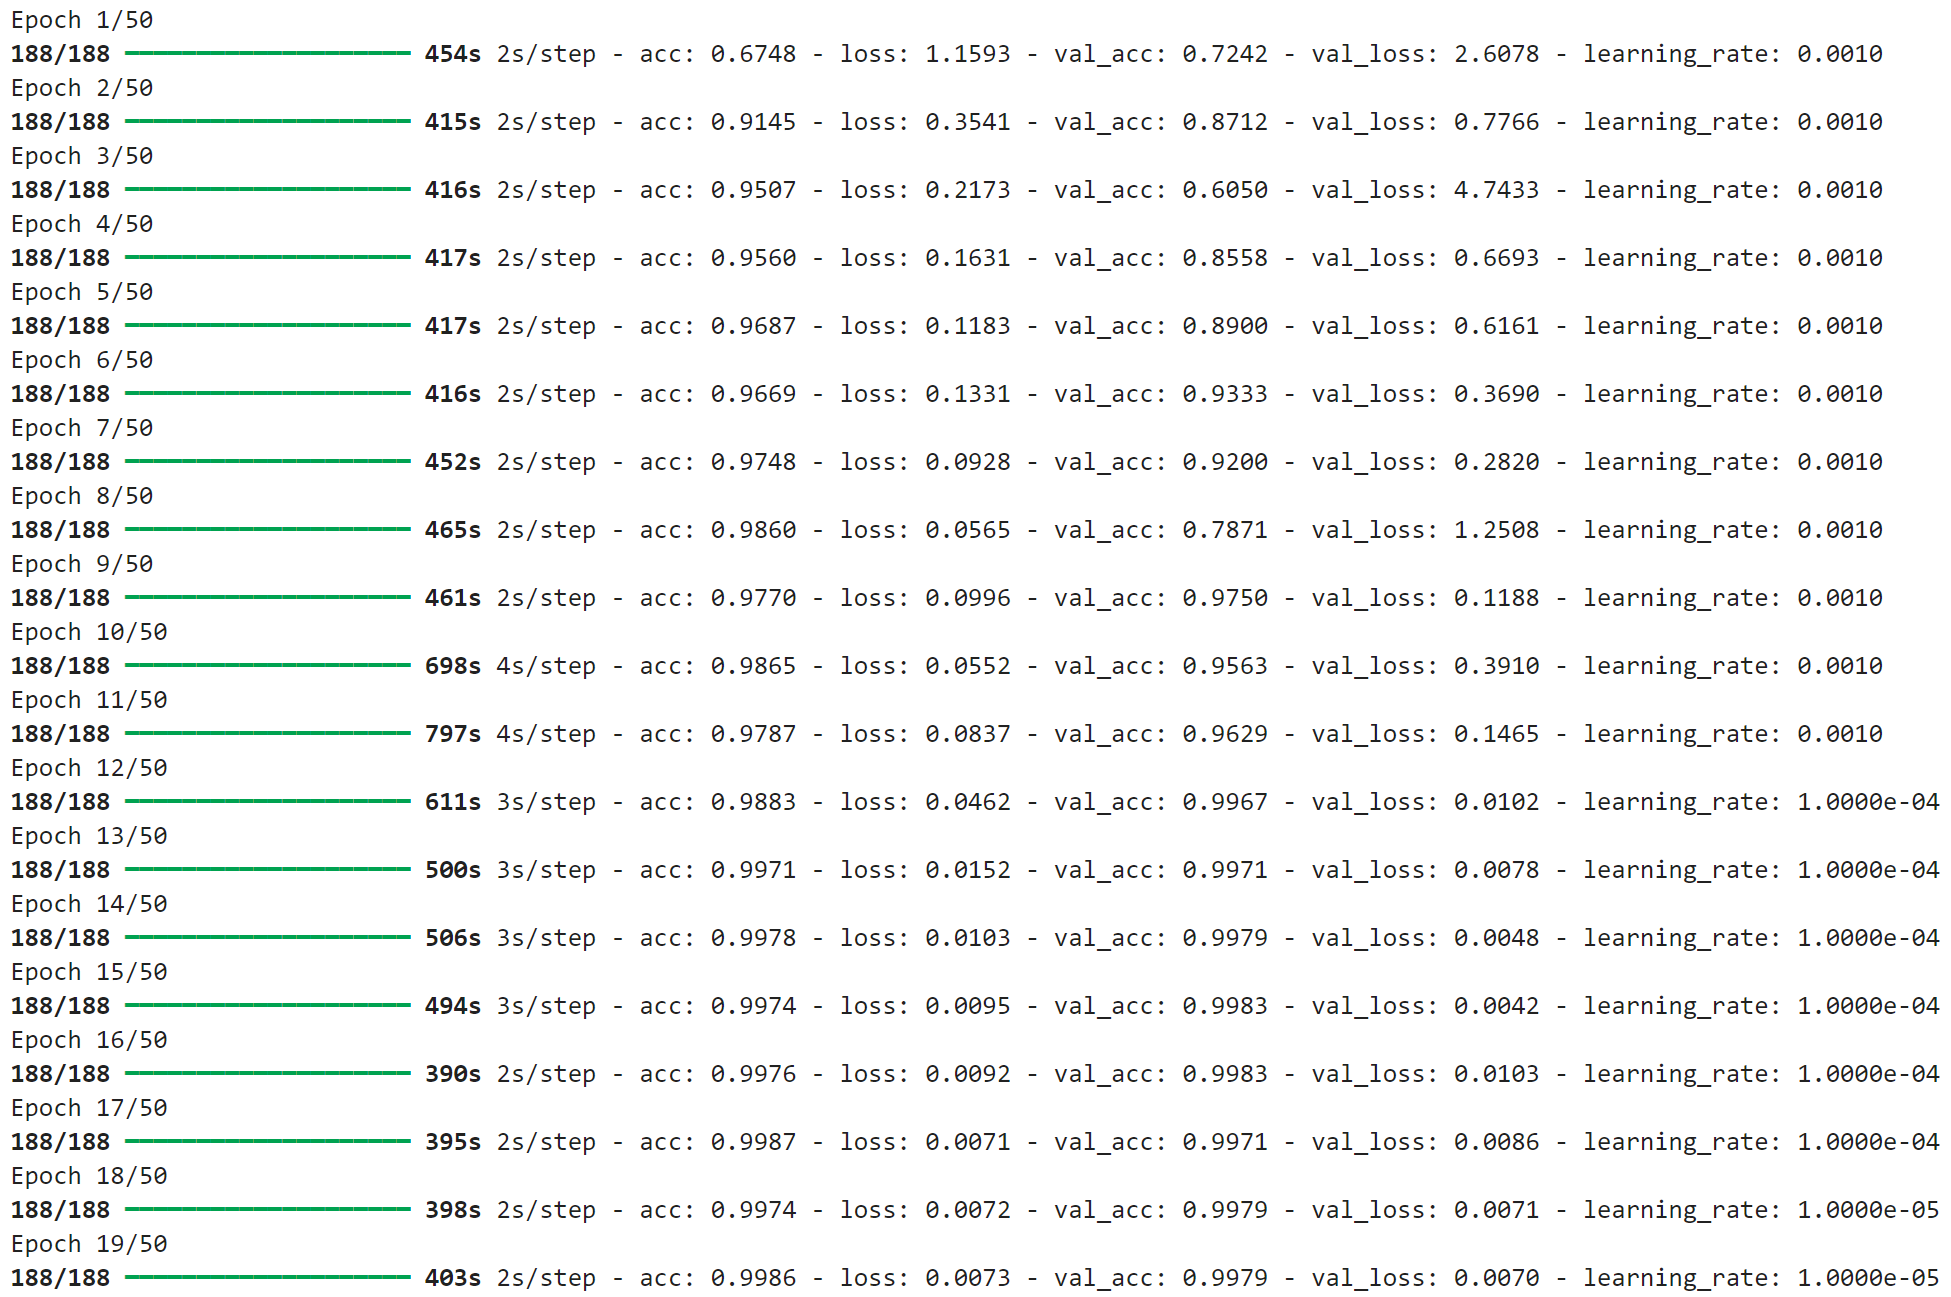 Epoch 1/50
188/188 ━━━━━━━━━━━━━━━━━━━━ 454s 2s/step - acc: 0.6748 - loss: 1.1593 - val_acc: 0.7242 - val_loss: 2.6078 - learning_rate: 0.0010
Epoch 2/50
188/188 ━━━━━━━━━━━━━━━━━━━━ 415s 2s/step - acc: 0.9145 - loss: 0.3541 - val_acc: 0.8712 - val_loss: 0.7766 - learning_rate: 0.0010
Epoch 3/50
188/188 ━━━━━━━━━━━━━━━━━━━━ 416s 2s/step - acc: 0.9507 - loss: 0.2173 - val_acc: 0.6050 - val_loss: 4.7433 - learning_rate: 0.0010
Epoch 4/50
188/188 ━━━━━━━━━━━━━━━━━━━━ 417s 2s/step - acc: 0.9560 - loss: 0.1631 - val_acc: 0.8558 - val_loss: 0.6693 - learning_rate: 0.0010
Epoch 5/50
188/188 ━━━━━━━━━━━━━━━━━━━━ 417s 2s/step - acc: 0.9687 - loss: 0.1183 - val_acc: 0.8900 - val_loss: 0.6161 - learning_rate: 0.0010
Epoch 6/50
188/188 ━━━━━━━━━━━━━━━━━━━━ 416s 2s/step - acc: 0.9669 - loss: 0.1331 - val_acc: 0.9333 - val_loss: 0.3690 - learning_rate: 0.0010
Epoch 7/50
188/188 ━━━━━━━━━━━━━━━━━━━━ 452s 2s/step - acc: 0.9748 - loss: 0.0928 - val_acc: 0.9200 - val_loss: 0.2820 - learning_rate: 0.0010
Epoch 8/50
188/188 ━━━━━━━━━━━━━━━━━━━━ 465s 2s/step - acc: 0.9860 - loss: 0.0565 - val_acc: 0.7871 - val_loss: 1.2508 - learning_rate: 0.0010
Epoch 9/50
188/188 ━━━━━━━━━━━━━━━━━━━━ 461s 2s/step - acc: 0.9770 - loss: 0.0996 - val_acc: 0.9750 - val_loss: 0.1188 - learning_rate: 0.0010
Epoch 10/50
188/188 ━━━━━━━━━━━━━━━━━━━━ 698s 4s/step - acc: 0.9865 - loss: 0.0552 - val_acc: 0.9563 - val_loss: 0.3910 - learning_rate: 0.0010
Epoch 11/50
188/188 ━━━━━━━━━━━━━━━━━━━━ 797s 4s/step - acc: 0.9787 - loss: 0.0837 - val_acc: 0.9629 - val_loss: 0.1465 - learning_rate: 0.0010
Epoch 12/50
188/188 ━━━━━━━━━━━━━━━━━━━━ 611s 3s/step - acc: 0.9883 - loss: 0.0462 - val_acc: 0.9967 - val_loss: 0.0102 - learning_rate: 1.0000e-04
Epoch 13/50
188/188 ━━━━━━━━━━━━━━━━━━━━ 500s 3s/step - acc: 0.9971 - loss: 0.0152 - val_acc: 0.9971 - val_loss: 0.0078 - learning_rate: 1.0000e-04
Epoch 14/50
188/188 ━━━━━━━━━━━━━━━━━━━━ 506s 3s/step - acc: 0.9978 - loss: 0.0103 - val_acc: 0.9979 - val_loss: 0.0048 - learning_rate: 1.0000e-04
Epoch 15/50
188/188 ━━━━━━━━━━━━━━━━━━━━ 494s 3s/step - acc: 0.9974 - loss: 0.0095 - val_acc: 0.9983 - val_loss: 0.0042 - learning_rate: 1.0000e-04
Epoch 16/50
188/188 ━━━━━━━━━━━━━━━━━━━━ 390s 2s/step - acc: 0.9976 - loss: 0.0092 - val_acc: 0.9983 - val_loss: 0.0103 - learning_rate: 1.0000e-04
Epoch 17/50
188/188 ━━━━━━━━━━━━━━━━━━━━ 395s 2s/step - acc: 0.9987 - loss: 0.0071 - val_acc: 0.9971 - val_loss: 0.0086 - learning_rate: 1.0000e-04
Epoch 18/50
188/188 ━━━━━━━━━━━━━━━━━━━━ 398s 2s/step - acc: 0.9974 - loss: 0.0072 - val_acc: 0.9979 - val_loss: 0.0071 - learning_rate: 1.0000e-05
Epoch 19/50
188/188 ━━━━━━━━━━━━━━━━━━━━ 403s 2s/step - acc: 0.9986 - loss: 0.0073 - val_acc: 0.9979 - val_loss: 0.0070 - learning_rate: 1.0000e-05